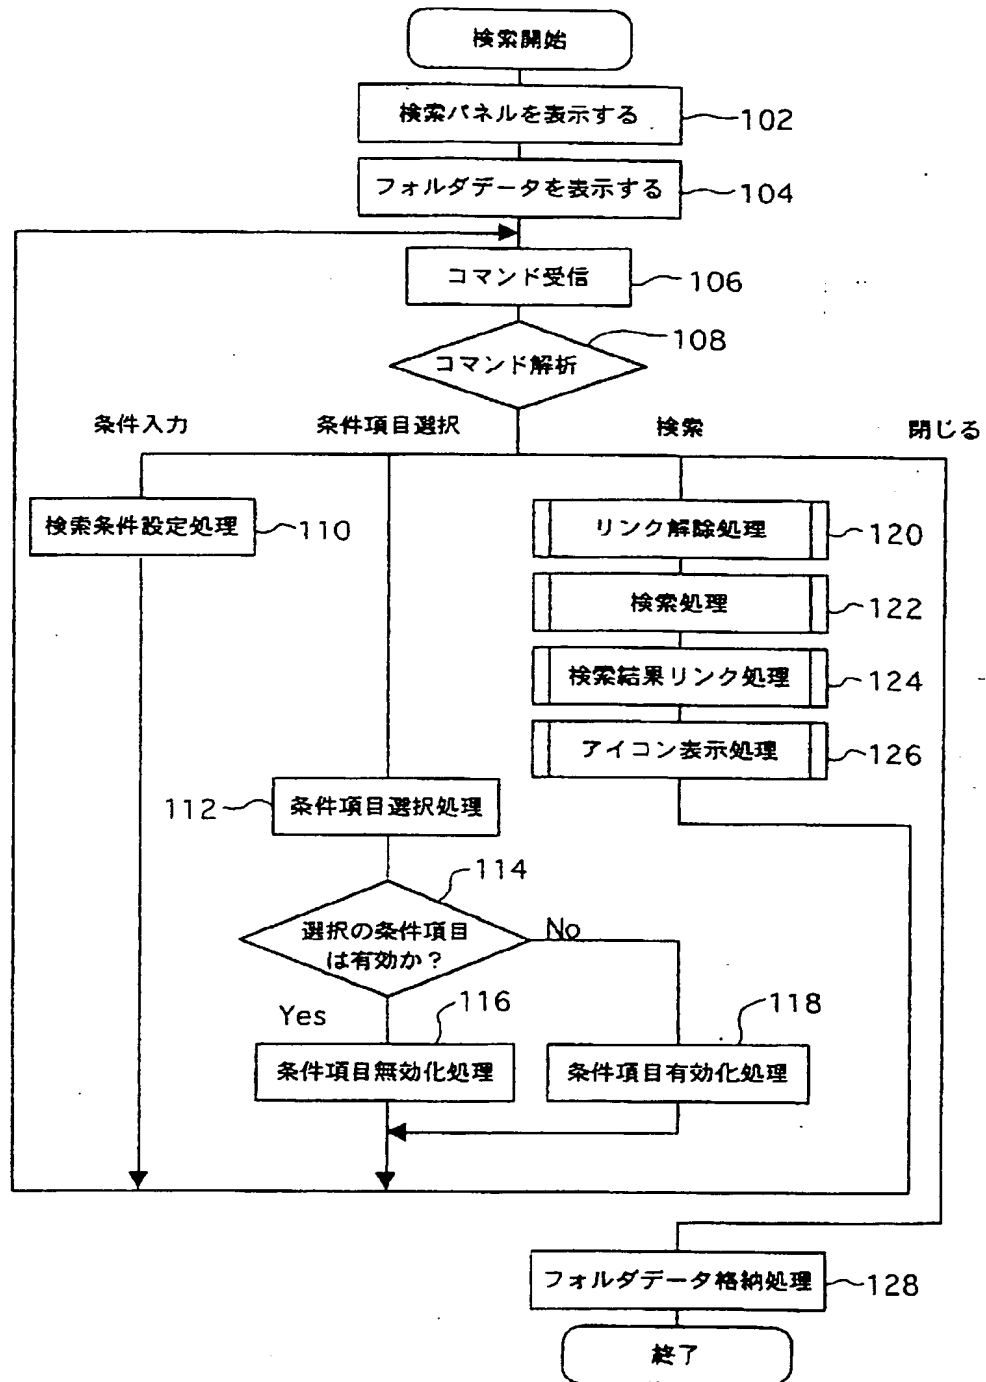 検索開始
検索パネルを表示する
102
フォルダデータを表示する
104
コマンド受信
106
コマンド解析
108
条件入力
条件項目選択
検索
閉じる
検索条件設定処理
110
リンク解除処理
120
検索処理
122
検索結果リンク処理
124
アイコン表示処理
126
112
条件項目選択処理
114
選択の条件項目
は有効か?
No
Yes
116
118
条件項目無効化処理
条件項目有効化処理
フォルダデータ格納処理
128
終了